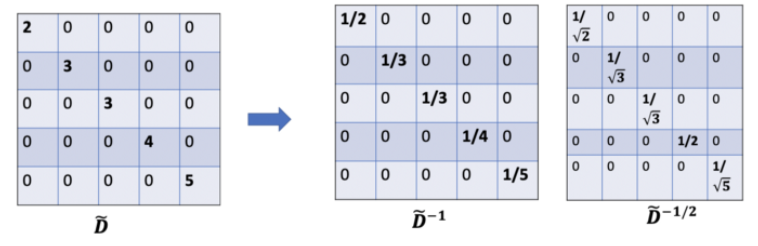 2 0 0 0 0
0 3 0 0 0
0 0 3 0 0
0 0 0 4 0
0 0 0 0 5
D̃
1/2 0 0 0 0
0 1/3 0 0 0
0 0 1/3 0 0
0 0 0 1/4 0
0 0 0 0 1/5
D̃⁻¹
1/√2 0 0 0 0
0 1/√3 0 0 0
0 0 1/√3 0 0
0 0 0 1/2 0
0 0 0 0 1/√5
D̃⁻¹/²